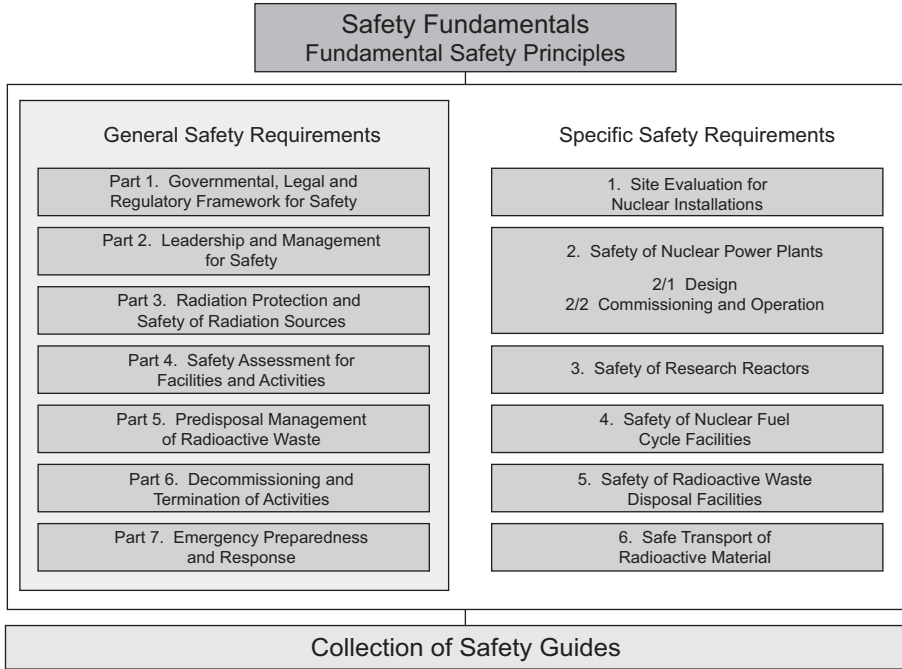 Safety Fundamentals
Fundamental Safety Principles
General Safety Requirements
Part 1. Governmental, Legal and
Regulatory Framework for Safety
Part 2. Leadership and Management
for Safety
Part 3. Radiation Protection and
Safety of Radiation Sources
Part 4. Safety Assessment for
Facilities and Activities
Part 5. Predisposal Management
of Radioactive Waste
Part 6. Decommissioning and
Termination of Activities
Part 7. Emergency Preparedness
and Response
Specific Safety Requirements
1. Site Evaluation for
Nuclear Installations
2. Safety of Nuclear Power Plants
2/1 Design
2/2 Commissioning and Operation
3. Safety of Research Reactors
4. Safety of Nuclear Fuel
Cycle Facilities
5. Safety of Radioactive Waste
Disposal Facilities
6. Safe Transport of
Radioactive Material
Collection of Safety Guides